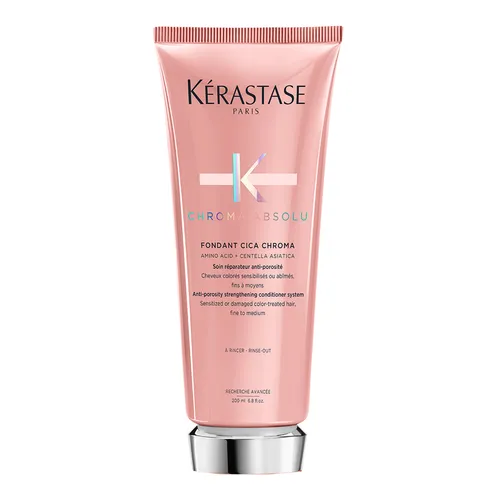 KÉRASTASE
PARIS
K
CHROMA ABSOLU
FONDANT CICA CHROMA
AMINO ACID + CENTELLA ASIATICA
Soin réparateur anti-porosité
Cheveux colorés sensibilisés ou abîmés,
fins à moyens
Anti-porosity strengthening conditioner system
Sensitized or damaged color-treated hair,
fine to medium
À RINCER - RINSE-OUT
RECHERCHE AVANCÉE
200 ml 6.8 fl.oz.